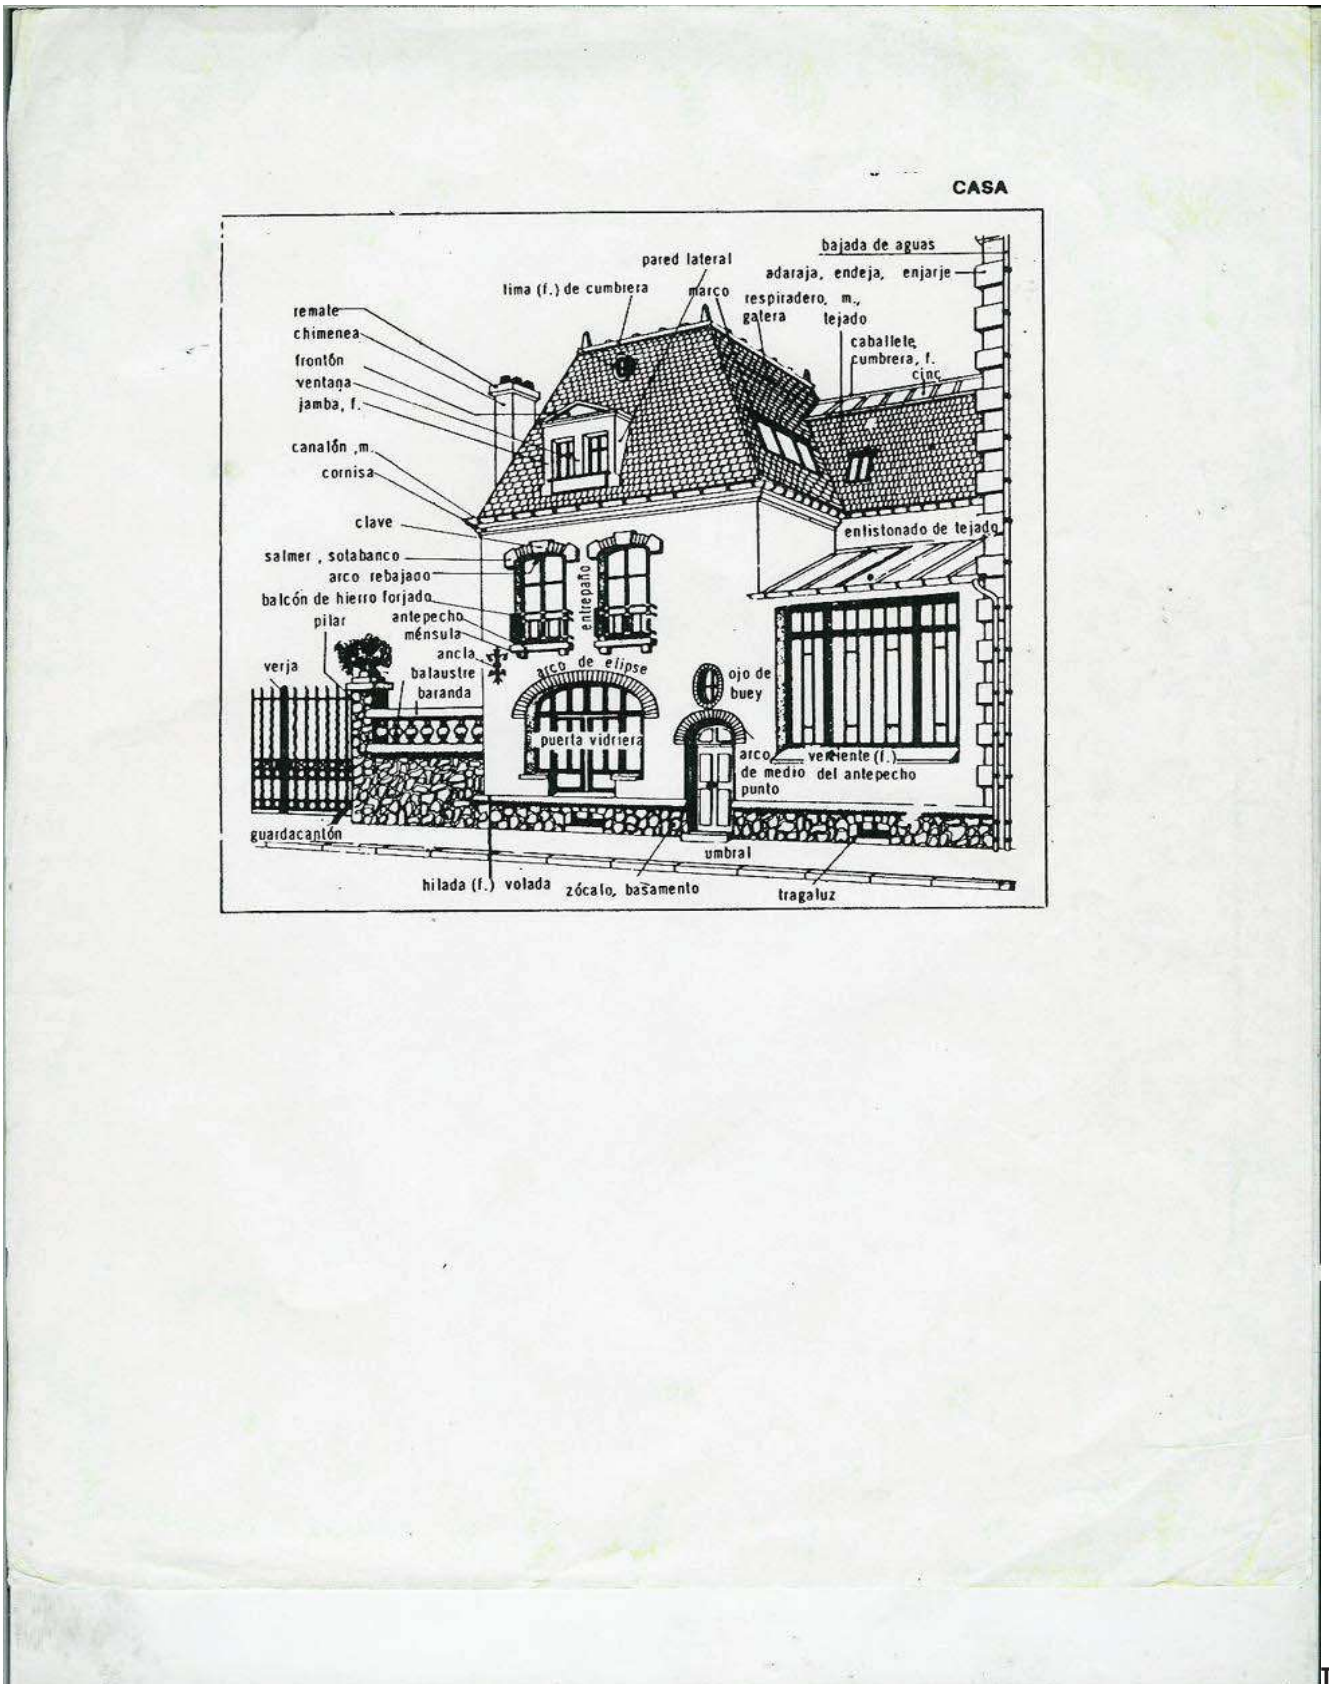 CASA
bajada de aguas
pared lateral
adaraja, endeja, enjarje
lima (f.) de cumbrera
marco
respiradero, m.,
gatera
tejado
remate
chimenea
caballete,
cumbrera, f.
cinc
frontón
ventana
jamba, f.
canalón, m.
cornisa
clave
enlistonado de tejado
salmer, sotabanco
arco rebajado
entrepaño
balcón de hierro forjado
antepecho
pilar
ménsula
ancla
verja
balaustre
baranda
arco de elipse
ojo de
buey
puerta vidriera
arco
de medio
punto
vertiente (f.)
del antepecho
guardacantón
umbral
hilada (f.) volada
zócalo, basamento
tragaluz